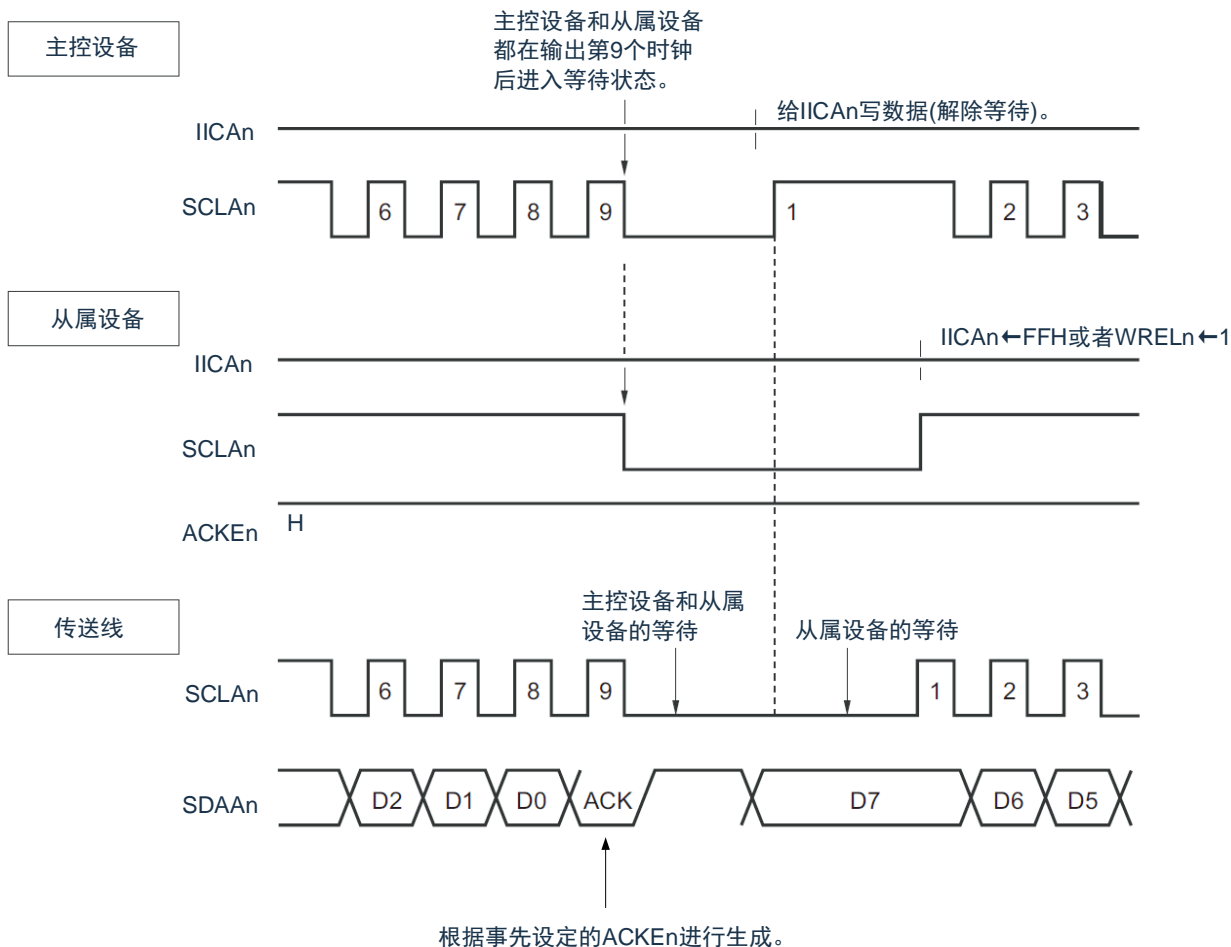 主控设备
主控设备和从属设备
都在输出第9个时钟
后进入等待状态。
给IICAn写数据(解除等待)。
IICAn
SCLAn
6
7
8
9
1
2
3
从属设备
IICAn←FFH或者WRELn←1
IICAn
SCLAn
ACKEn
H
传送线
主控设备和从属
设备的等待
从属设备的等待
SCLAn
6
7
8
9
1
2
3
SDAAn
D2
D1
D0
ACK
D7
D6
D5
根据事先设定的ACKEn进行生成。